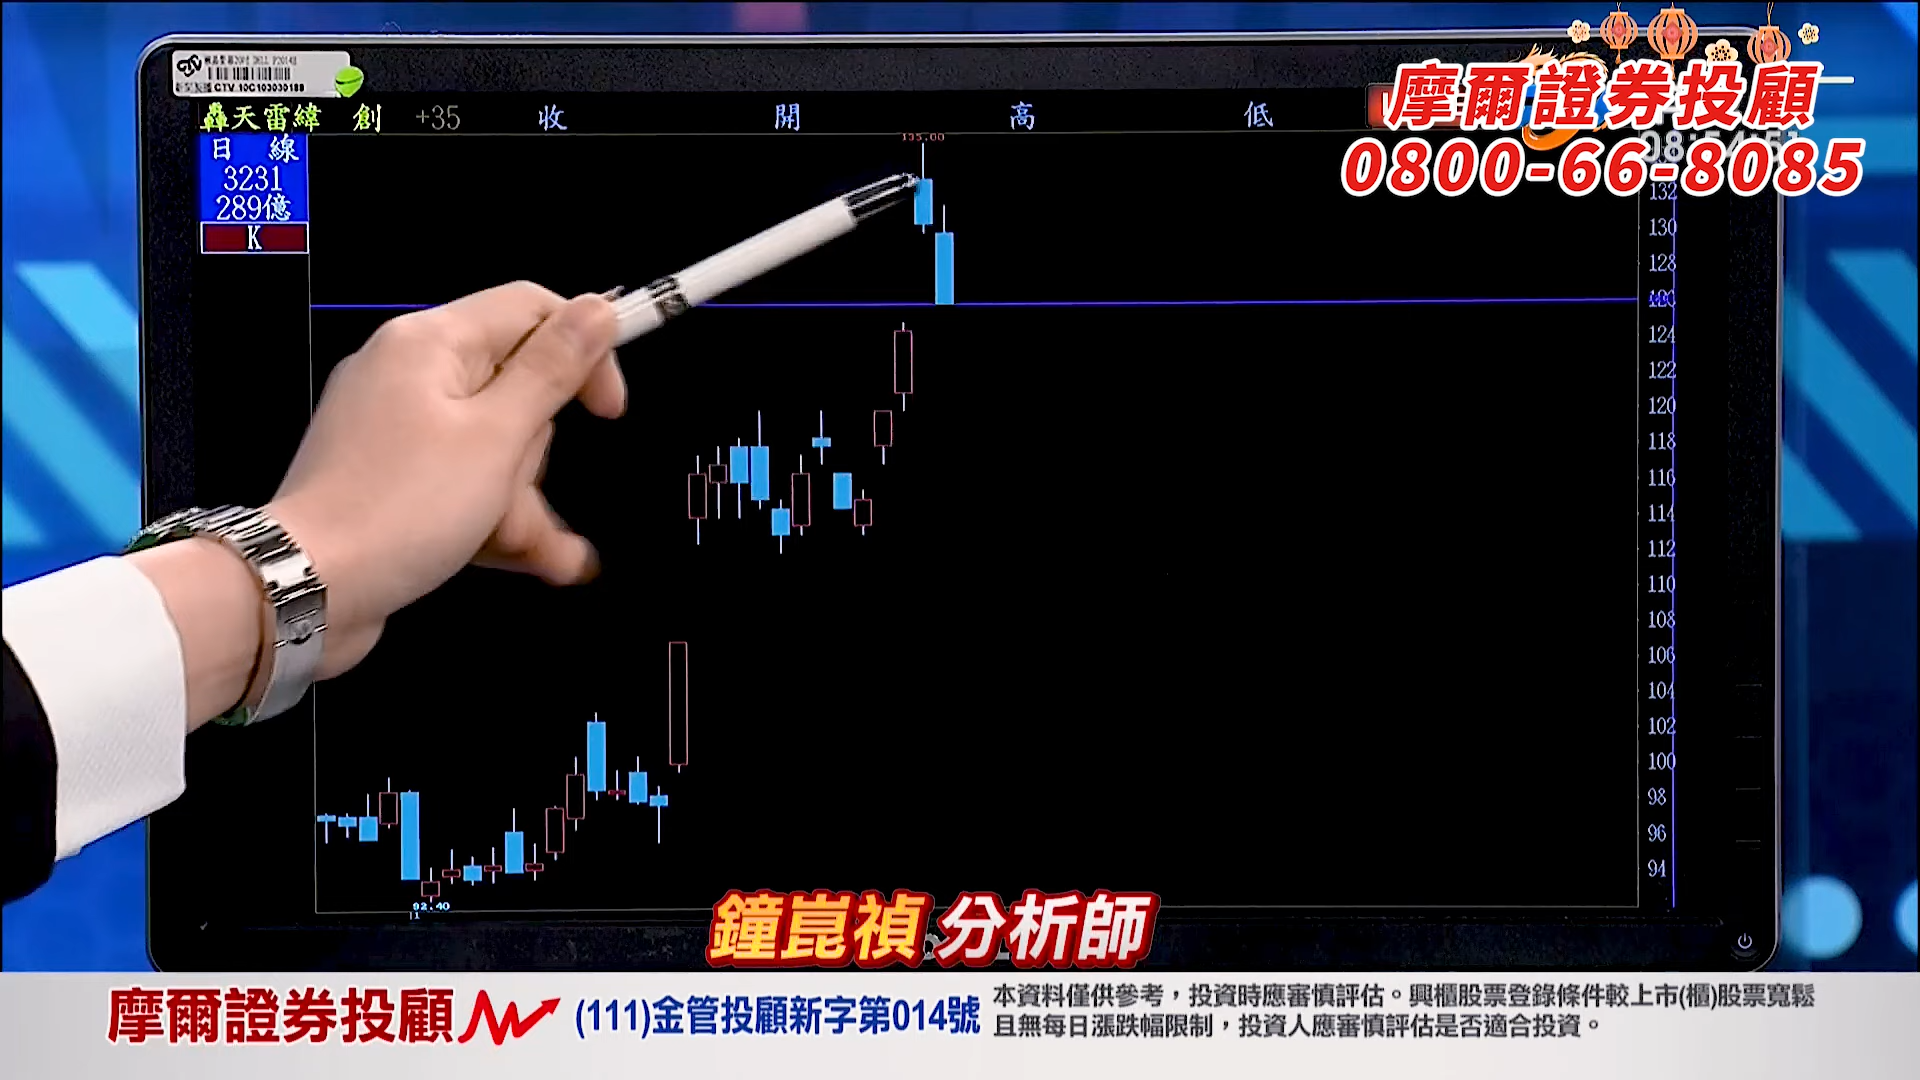 摩爾證券投顧
0800-66-8085
CTV 10C103030188
轟天雷緯 創 +35 收 開 高 低
日 線
3231
289億
K
135.00
132
130
128
124
122
120
118
116
114
112
110
108
106
104
102
100
98
96
94
92.40
鐘崑禎 分析師
摩爾證券投顧
(111)金管投顧新字第014號
本資料僅供參考，投資時應審慎評估。興櫃股票登錄條件較上市(櫃)股票寬鬆
且無每日漲跌幅限制，投資人應審慎評估是否適合投資。